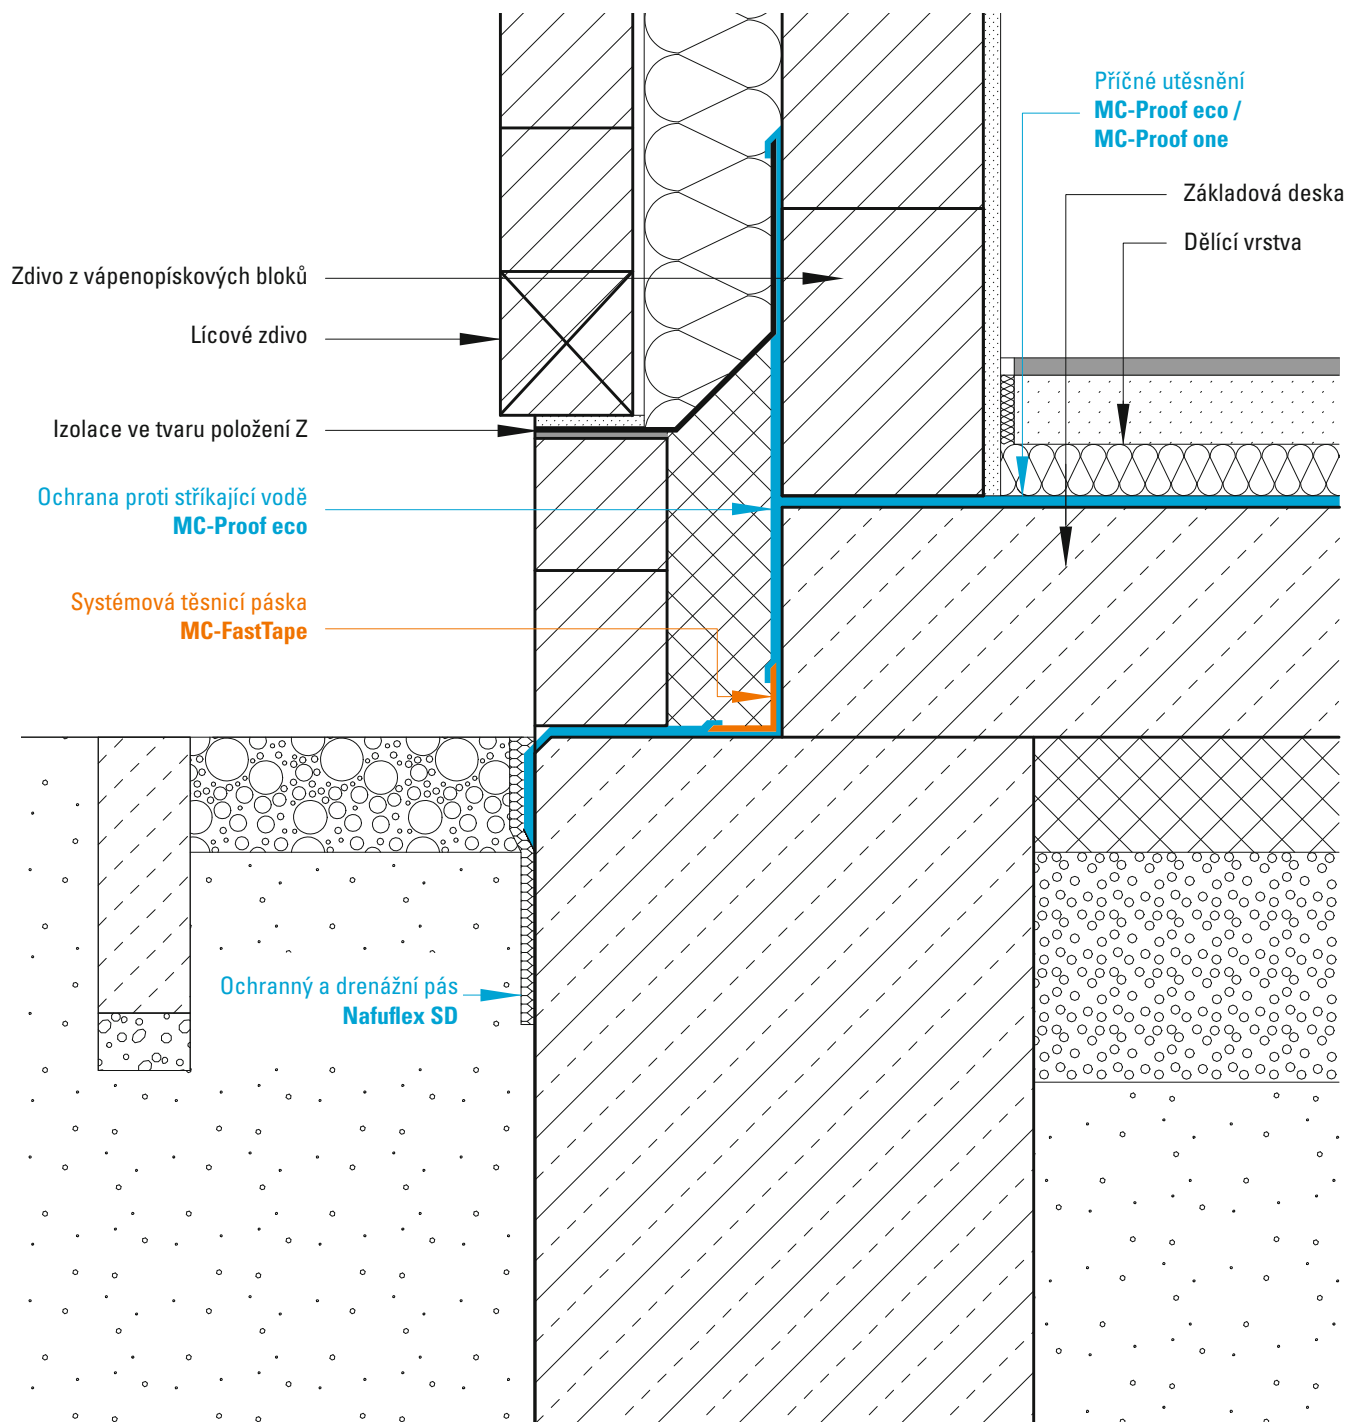 Příčné utěsnění
MC-Proof eco /
MC-Proof one
Základová deska
Dělící vrstva
Zdivo z vápenopískových bloků
Lícové zdivo
Izolace ve tvaru položení Z
Ochrana proti stříkající vodě
MC-Proof eco
Systémová těsnicí páska
MC-FastTape
Ochranný a drenážní pás
Nafuflex SD